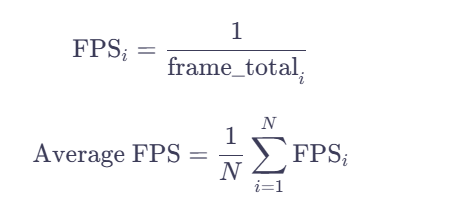 FPS_i = 1 / frame_total_i
Average FPS = 1/N ∑_{i=1}^{N} FPS_i